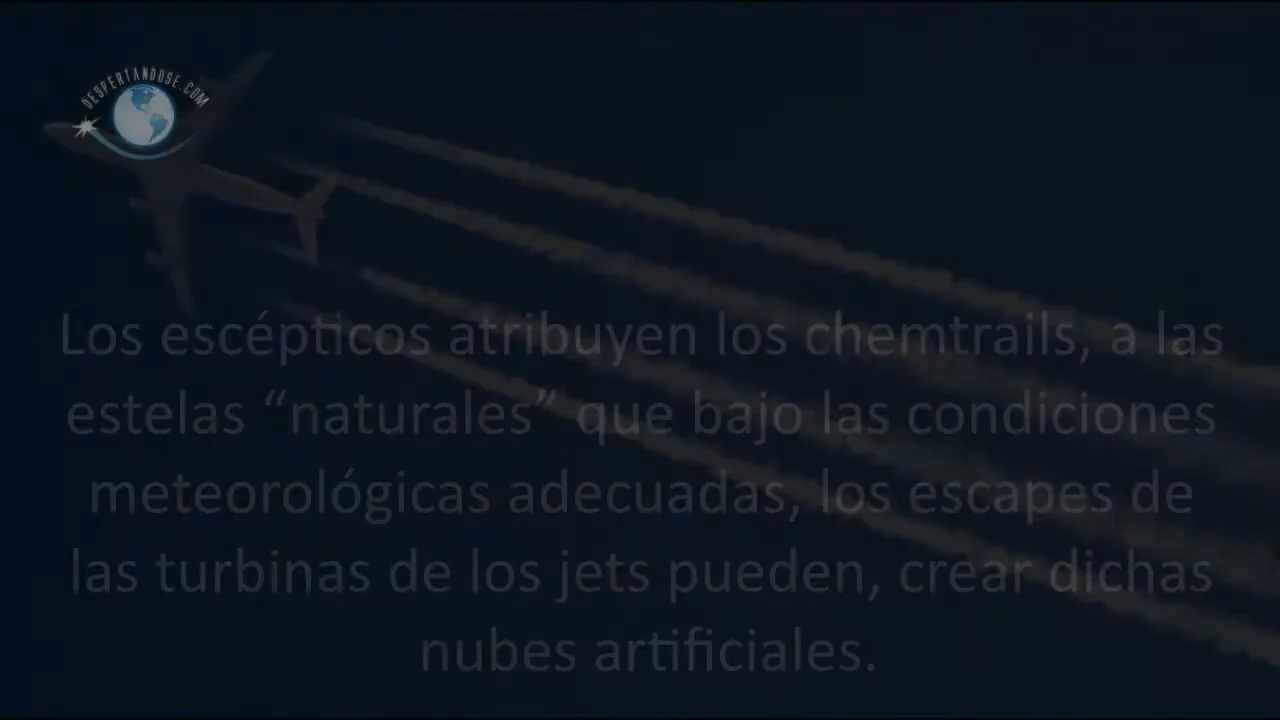 DESPERTANDOSE.COM
Los escépticos atribuyen los chemtrails, a las
estelas “naturales” que bajo las condiciones
meteorológicas adecuadas, los escapes de
las turbinas de los jets pueden, crear dichas
nubes artificiales.